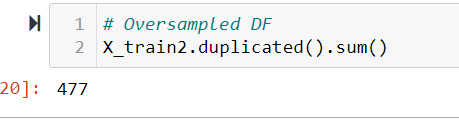 1 # Oversampled DF
2 X_train2.duplicated().sum()
20]: 477